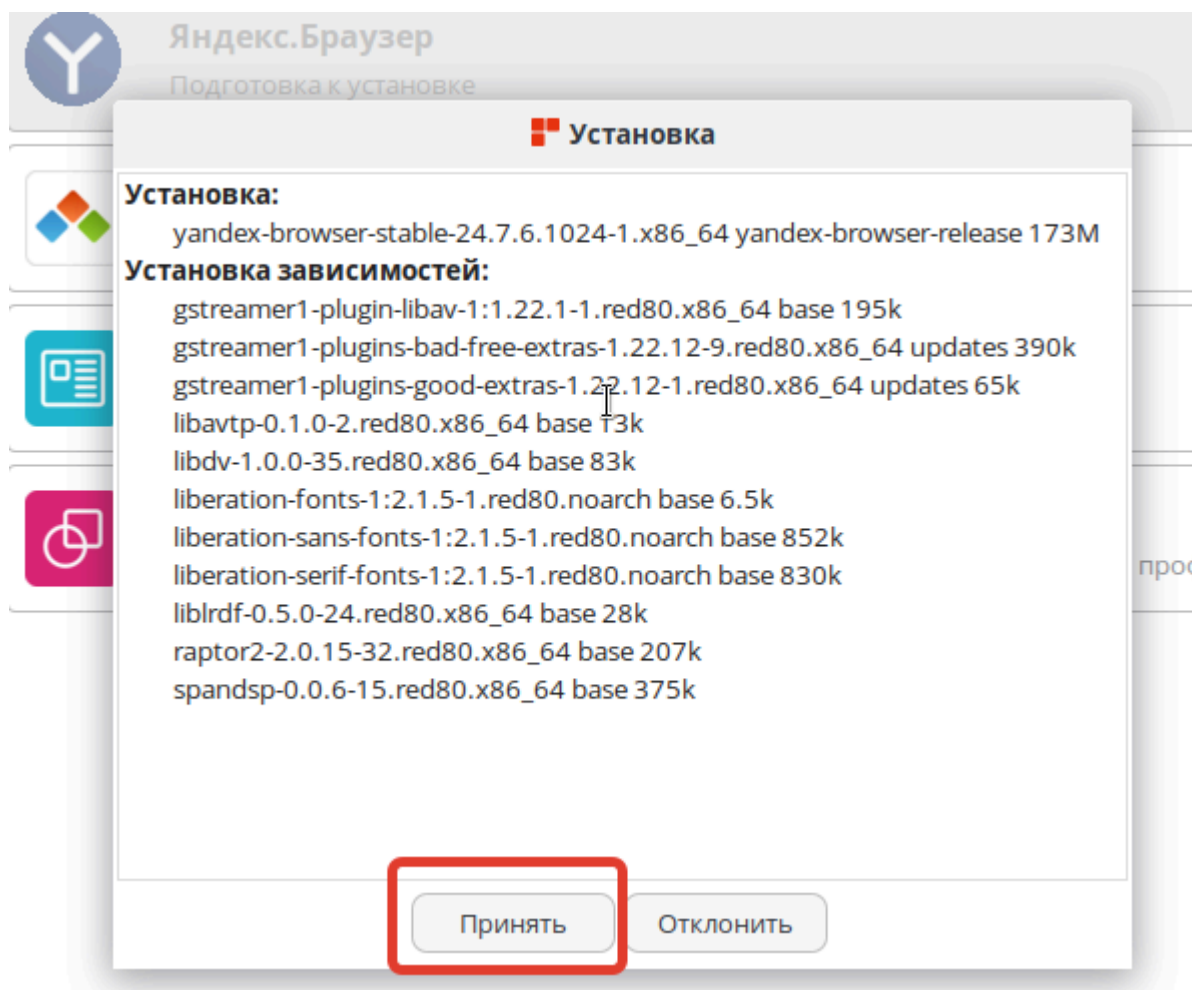 Яндекс.Браузер
Подготовка к установке
Установка
Установка:
yandex-browser-stable-24.7.6.1024-1.x86_64 yandex-browser-release 173M
Установка зависимостей:
gstreamer1-plugin-libav-1:1.22.1-1.red80.x86_64 base 195k
gstreamer1-plugins-bad-free-extras-1.22.12-9.red80.x86_64 updates 390k
gstreamer1-plugins-good-extras-1.22.12-1.red80.x86_64 updates 65k
libavtp-0.1.0-2.red80.x86_64 base 13k
libdv-1.0.0-35.red80.x86_64 base 83k
liberation-fonts-1:2.1.5-1.red80.noarch base 6.5k
liberation-sans-fonts-1:2.1.5-1.red80.noarch base 852k
liberation-serif-fonts-1:2.1.5-1.red80.noarch base 830k
liblrdf-0.5.0-24.red80.x86_64 base 28k
raptor2-2.0.15-32.red80.x86_64 base 207k
spandsp-0.0.6-15.red80.x86_64 base 375k
Принять Отклонить